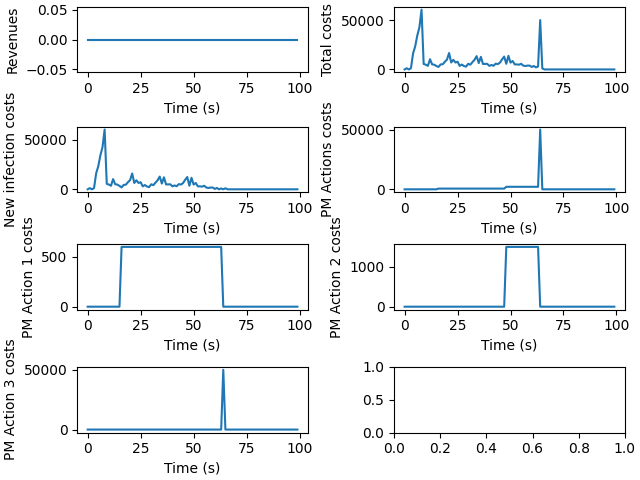 Revenues
0.05
0.00
−0.05
0 25 50 75 100
Time (s)
Total costs
50000
0
0 25 50 75 100
Time (s)
New infection costs
50000
0
0 25 50 75 100
Time (s)
PM Actions costs
50000
0
0 25 50 75 100
Time (s)
PM Action 1 costs
500
0
0 25 50 75 100
Time (s)
PM Action 2 costs
1000
0
0 25 50 75 100
Time (s)
PM Action 3 costs
50000
0
0 25 50 75 100
Time (s)
1.0
0.5
0.0
0.0 0.2 0.4 0.6 0.8 1.0